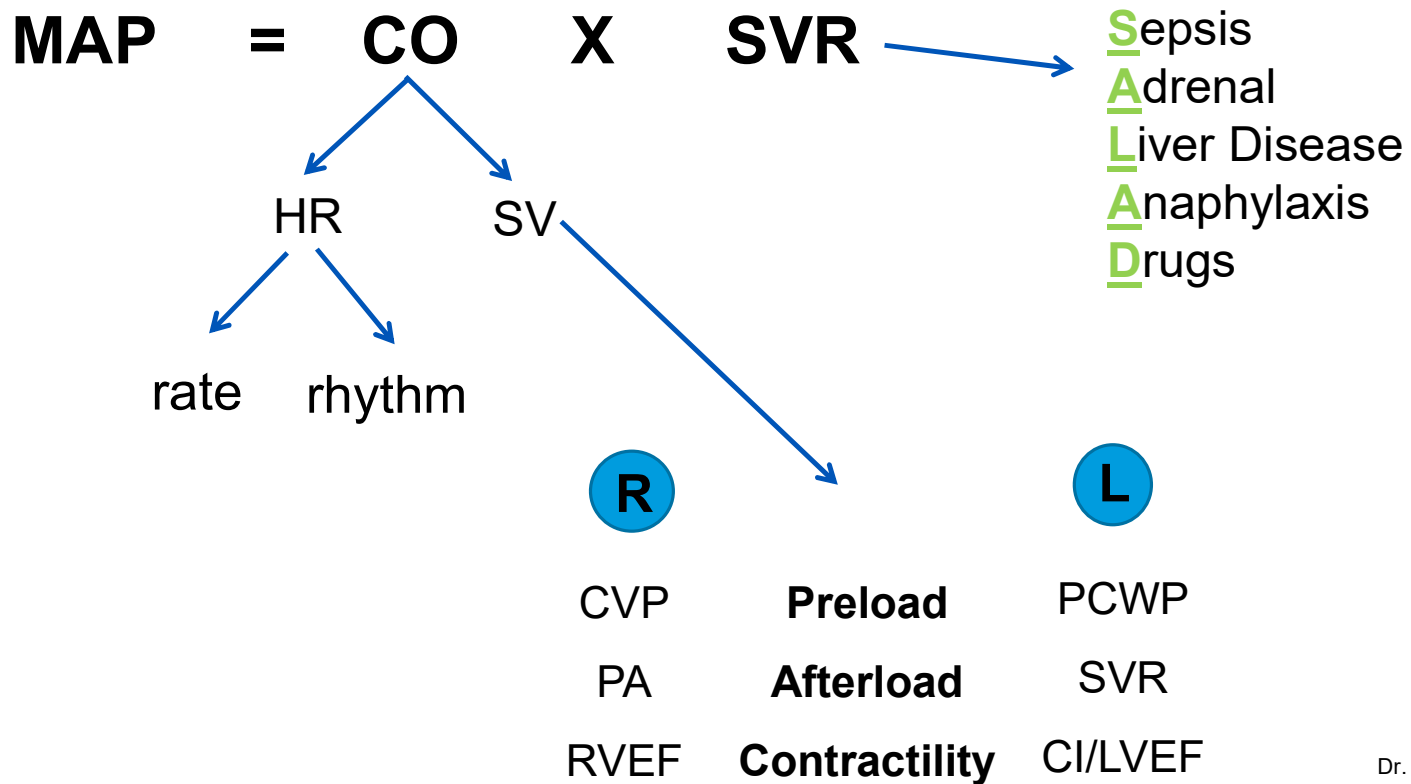 MAP = CO X SVR
Sepsis
Adrenal
Liver Disease
Anaphylaxis
Drugs
HR SV
rate rhythm
R L
CVP Preload PCWP
PA Afterload SVR
RVEF Contractility CI/LVEF
Dr.